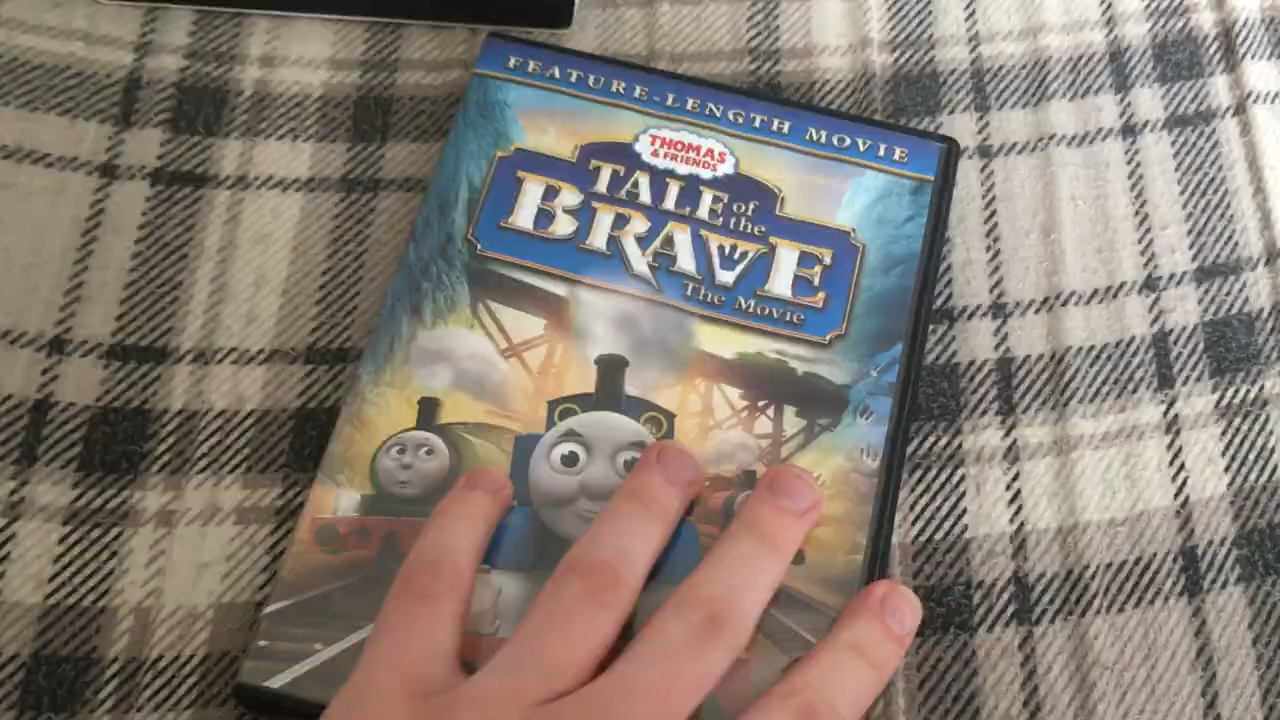 FEATURE-LENGTH MOVIE
THOMAS
& FRIENDS
TALE of the
BRAVE
The Movie